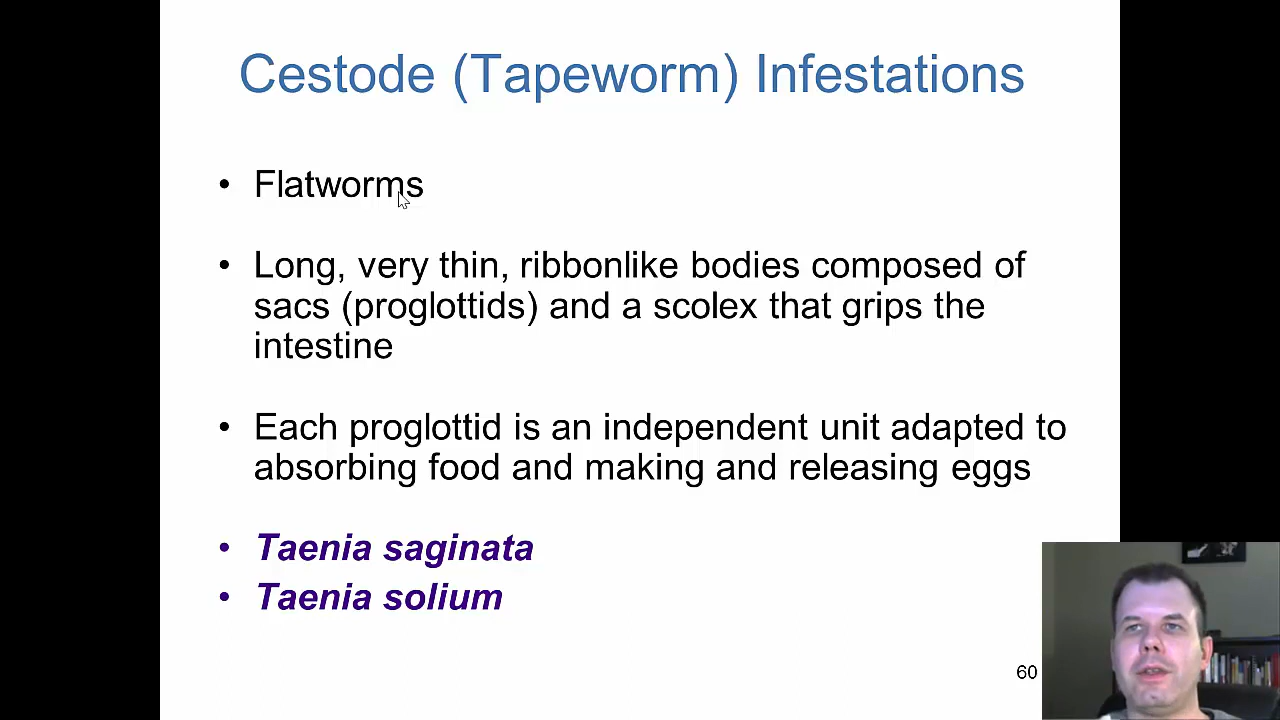 Cestode (Tapeworm) Infestations
• Flatworms
• Long, very thin, ribbonlike bodies composed of
sacs (proglottids) and a scolex that grips the
intestine
• Each proglottid is an independent unit adapted to
absorbing food and making and releasing eggs
• Taenia saginata
• Taenia solium
60